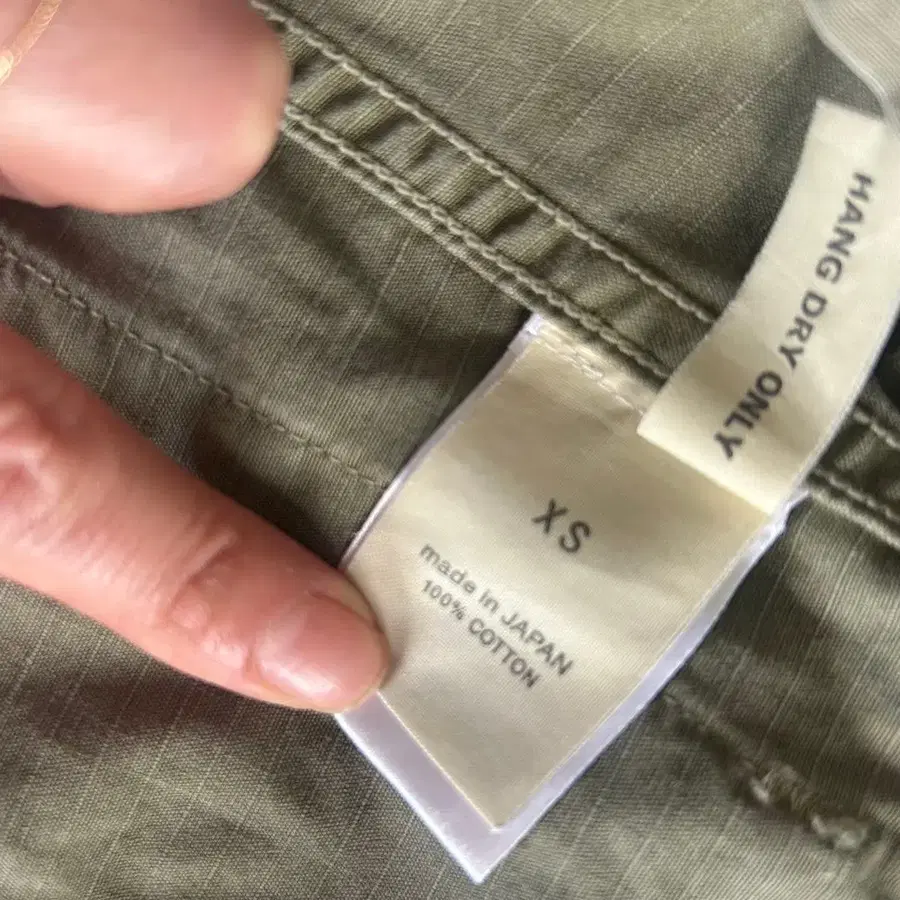 HANG DRY ONLY
XS
made in JAPAN
100% COTTON